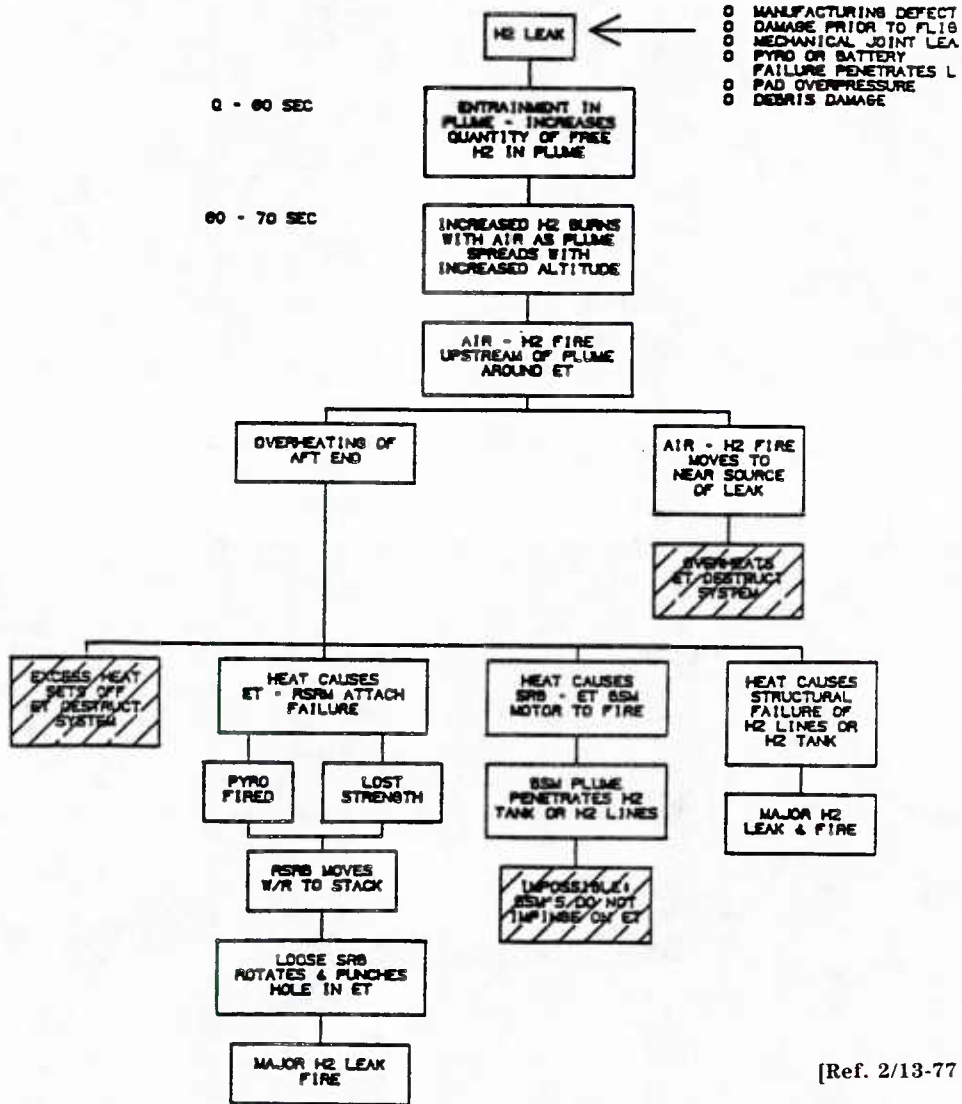 H2 LEAK
O MANUFACTURING DEFECT
O DAMAGE PRIOR TO FLIG
O MECHANICAL JOINT LEA
O PYRO OR BATTERY
FAILURE PENETRATES L
O PAD OVERPRESSURE
O DEBRIS DAMAGE
0 - 60 SEC
ENTRAINMENT IN
PLUME - INCREASES
QUANTITY OF FREE
H2 IN PLUME
60 - 70 SEC
INCREASED H2 BURNS
WITH AIR AS PLUME
SPREADS WITH
INCREASED ALTITUDE
AIR - H2 FIRE
UPSTREAM OF PLUME
AROUND ET
OVERHEATING OF
AFT END
AIR - H2 FIRE
MOVES TO
NEAR SOURCE
OF LEAK
OVERHEATS
ET DESTRUCT
SYSTEM
EXCESS HEAT
SETS OFF
ET DESTRUCT
SYSTEM
HEAT CAUSES
ET - RSRM ATTACH
FAILURE
HEAT CAUSES
SRB - ET BSM
MOTOR TO FIRE
HEAT CAUSES
STRUCTURAL
FAILURE OF
H2 LINES OR
H2 TANK
PYRO
FIRED
LOST
STRENGTH
BSM PLUME
PENETRATES H2
TANK OR H2 LINES
MAJOR H2
LEAK & FIRE
RSRB MOVES
W/R TO STACK
IMPOSSIBLE:
BSM'S DO NOT
IMPINGE ON ET
LOOSE SRB
ROTATES & PUNCHES
HOLE IN ET
MAJOR H2 LEAK
FIRE
[Ref. 2/13-77